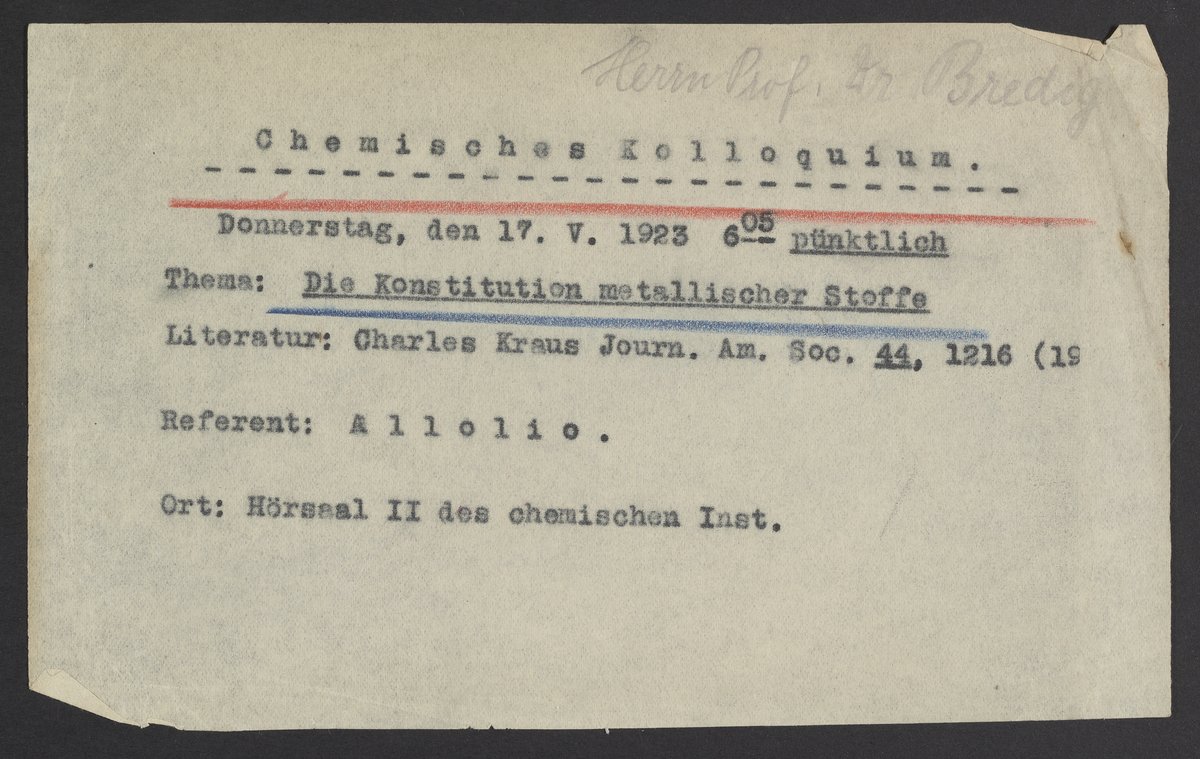 Herrn Prof. Dr Bredig
Chemisches Kolloquium.
Donnerstag, den 17. V. 1923 6 05 pünktlich
Thema: Die Konstitution metallischer Stoffe
Literatur: Charles Kraus Journ. Am. Soc. 44, 1216 (19
Referent: Allolio.
Ort: Hörsaal II des chemischen Inst.